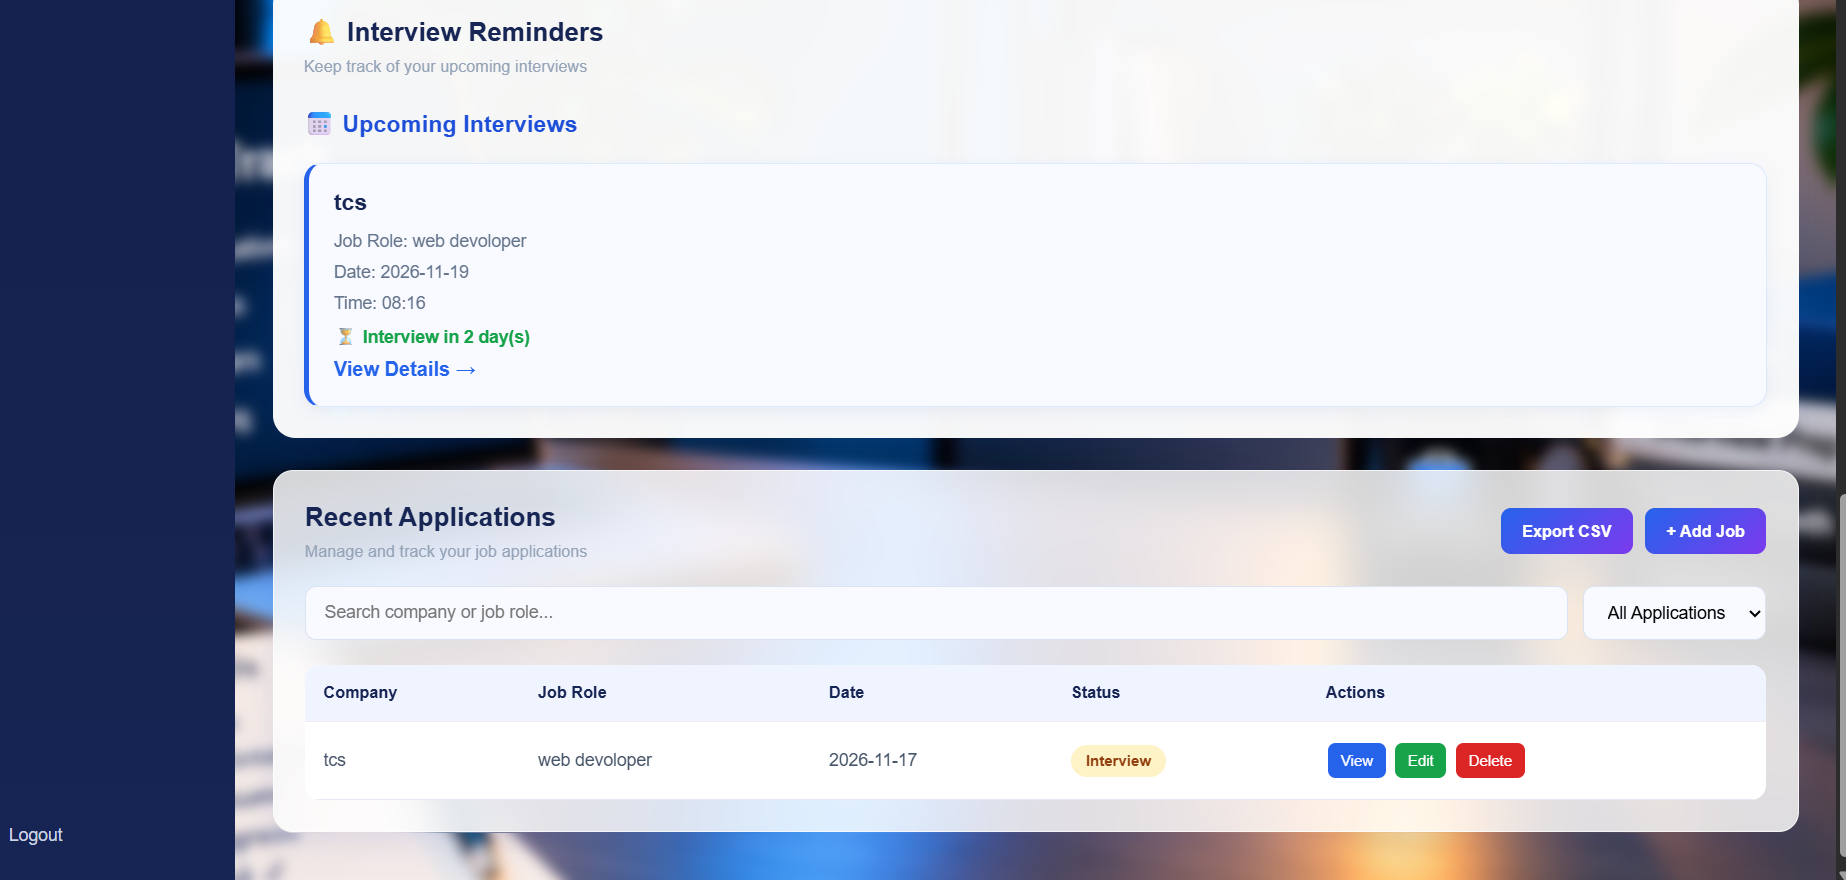 Interview Reminders
Keep track of your upcoming interviews
Upcoming Interviews
tcs
Job Role: web devoloper
Date: 2026-11-19
Time: 08:16
Interview in 2 day(s)
View Details →
Recent Applications
Manage and track your job applications
Export CSV
+ Add Job
Search company or job role...
All Applications
Company Job Role Date Status Actions
tcs web devoloper 2026-11-17 Interview View Edit Delete
Logout